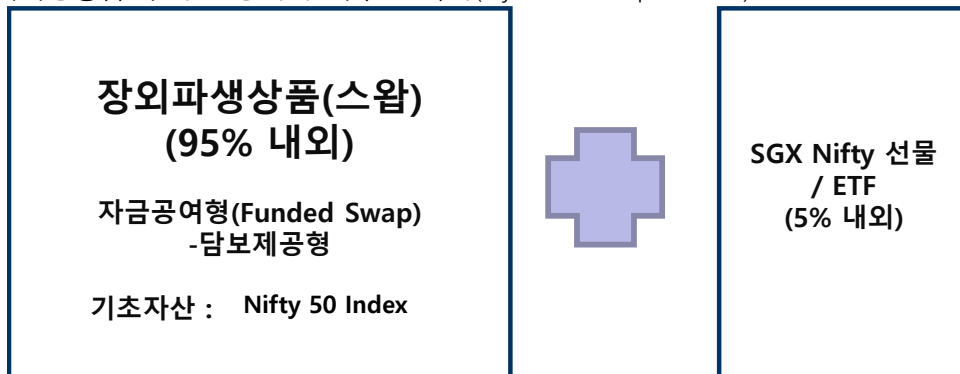 장외파생상품(스왑)
(95% 내외)
자금공여형(Funded Swap)
-담보제공형
기초자산 : Nifty 50 Index
SGX Nifty 선물
/ ETF
(5% 내외)